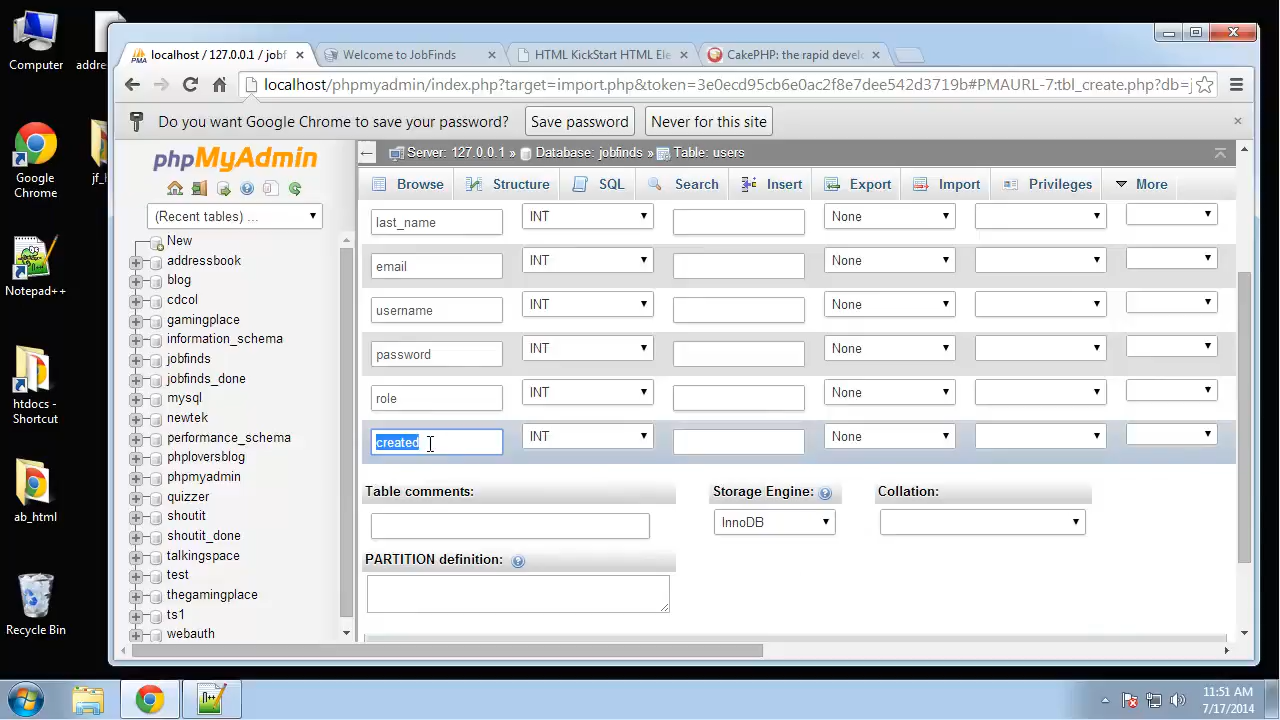 Computer
addre
Google
Chrome
jf_h
Notepad++
htdocs -
Shortcut
ab_html
Recycle Bin
localhost / 127.0.0.1 / jobf
Welcome to JobFinds
HTML KickStart HTML Ele
CakePHP: the rapid develo
localhost/phpmyadmin/index.php?target=import.php&token=3e0ecd95cb6e0ac2f8e7dee542d3719b#PMAURL-7:tbl_create.php?db=j
Do you want Google Chrome to save your password?
Save password
Never for this site
phpMyAdmin
(Recent tables) ...
New
addressbook
blog
cdcol
gamingplace
information_schema
jobfinds
jobfinds_done
mysql
newtek
performance_schema
phploversblog
phpmyadmin
quizzer
shoutit
shoutit_done
talkingspace
test
thegamingplace
ts1
webauth
Server: 127.0.0.1 » Database: jobfinds » Table: users
Browse Structure SQL Search Insert Export Import Privileges More
last_name INT None
email INT None
username INT None
password INT None
role INT None
created INT None
Table comments: Storage Engine: Collation:
InnoDB
PARTITION definition:
11:51 AM
7/17/2014